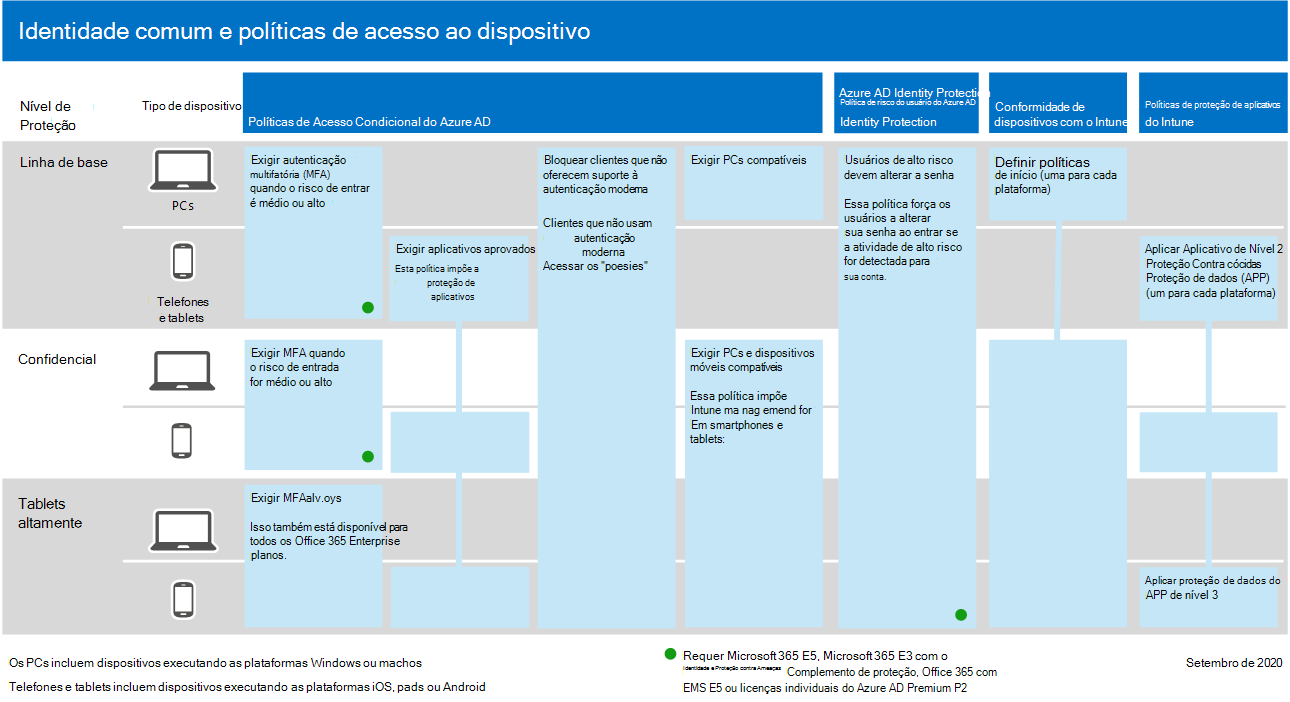 Identidade comum e políticas de acesso ao dispositivo
Nível de
Proteção
Tipo de dispositivo
Políticas de Acesso Condicional do Azure AD
Azure AD Identity Protection
Política de risco do usuário do Azure AD
Identity Protection
Conformidade de
dispositivos com o Intune
Políticas de proteção de aplicativos
do Intune
Linha de base
PCs
Telefones
e tablets
Exigir autenticação
multifatória (MFA)
quando o risco de entrar
é médio ou alto
Exigir aplicativos aprovados
Esta política impõe a
proteção de
aplicativos
Bloquear clientes que não
oferecem suporte à
autenticação moderna
Clientes que não usam
autenticação
moderna
Acessar os "poesies"
Exigir PCs compatíveis
Usuários de alto risco
devem alterar a senha
Essa política força os
usuários a alterar
sua senha ao entrar se
a atividade de alto risco
for detectada para
sua conta.
Definir políticas
de início (uma para cada
plataforma)
Aplicar Aplicativo de Nível 2
Proteção Contra cócidas
Proteção de dados (APP)
(um para cada plataforma)
Confidencial
Exigir MFA quando
o risco de entrada
for médio ou alto
Exigir PCs e dispositivos
móveis compatíveis
Essa política impõe
Intune ma nag emend for
Em smartphones e
tablets:
Tablets
altamente
Exigir MFAalv.oys
Isso também está disponível para
todos os Office 365 Enterprise
planos.
Aplicar proteção de dados do
APP de nível 3
Os PCs incluem dispositivos executando as plataformas Windows ou machos
Telefones e tablets incluem dispositivos executando as plataformas iOS, pads ou Android
Requer Microsoft 365 E5, Microsoft 365 E3 com o
Identidade e Proteção contra Ameaças
Complemento de proteção, Office 365 com
EMS E5 ou licenças individuais do Azure AD Premium P2
Setembro de 2020